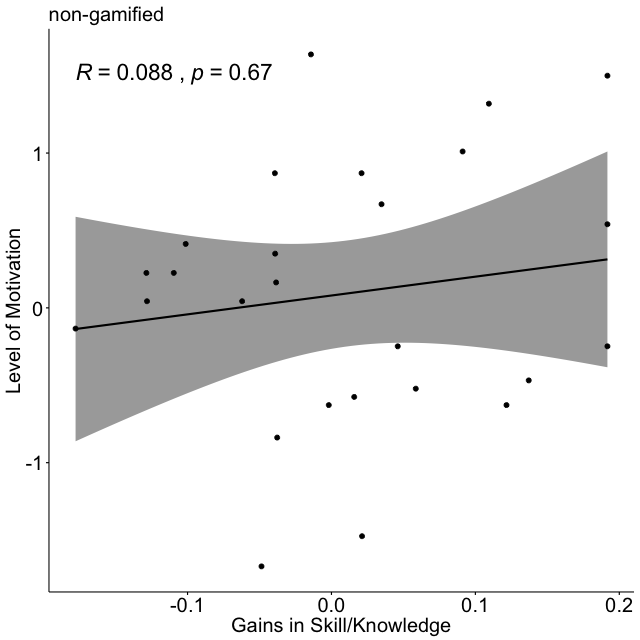 non-gamified
R = 0.088 , p = 0.67
1
0
-1
Level of Motivation
-0.1 0.0 0.1 0.2
Gains in Skill/Knowledge